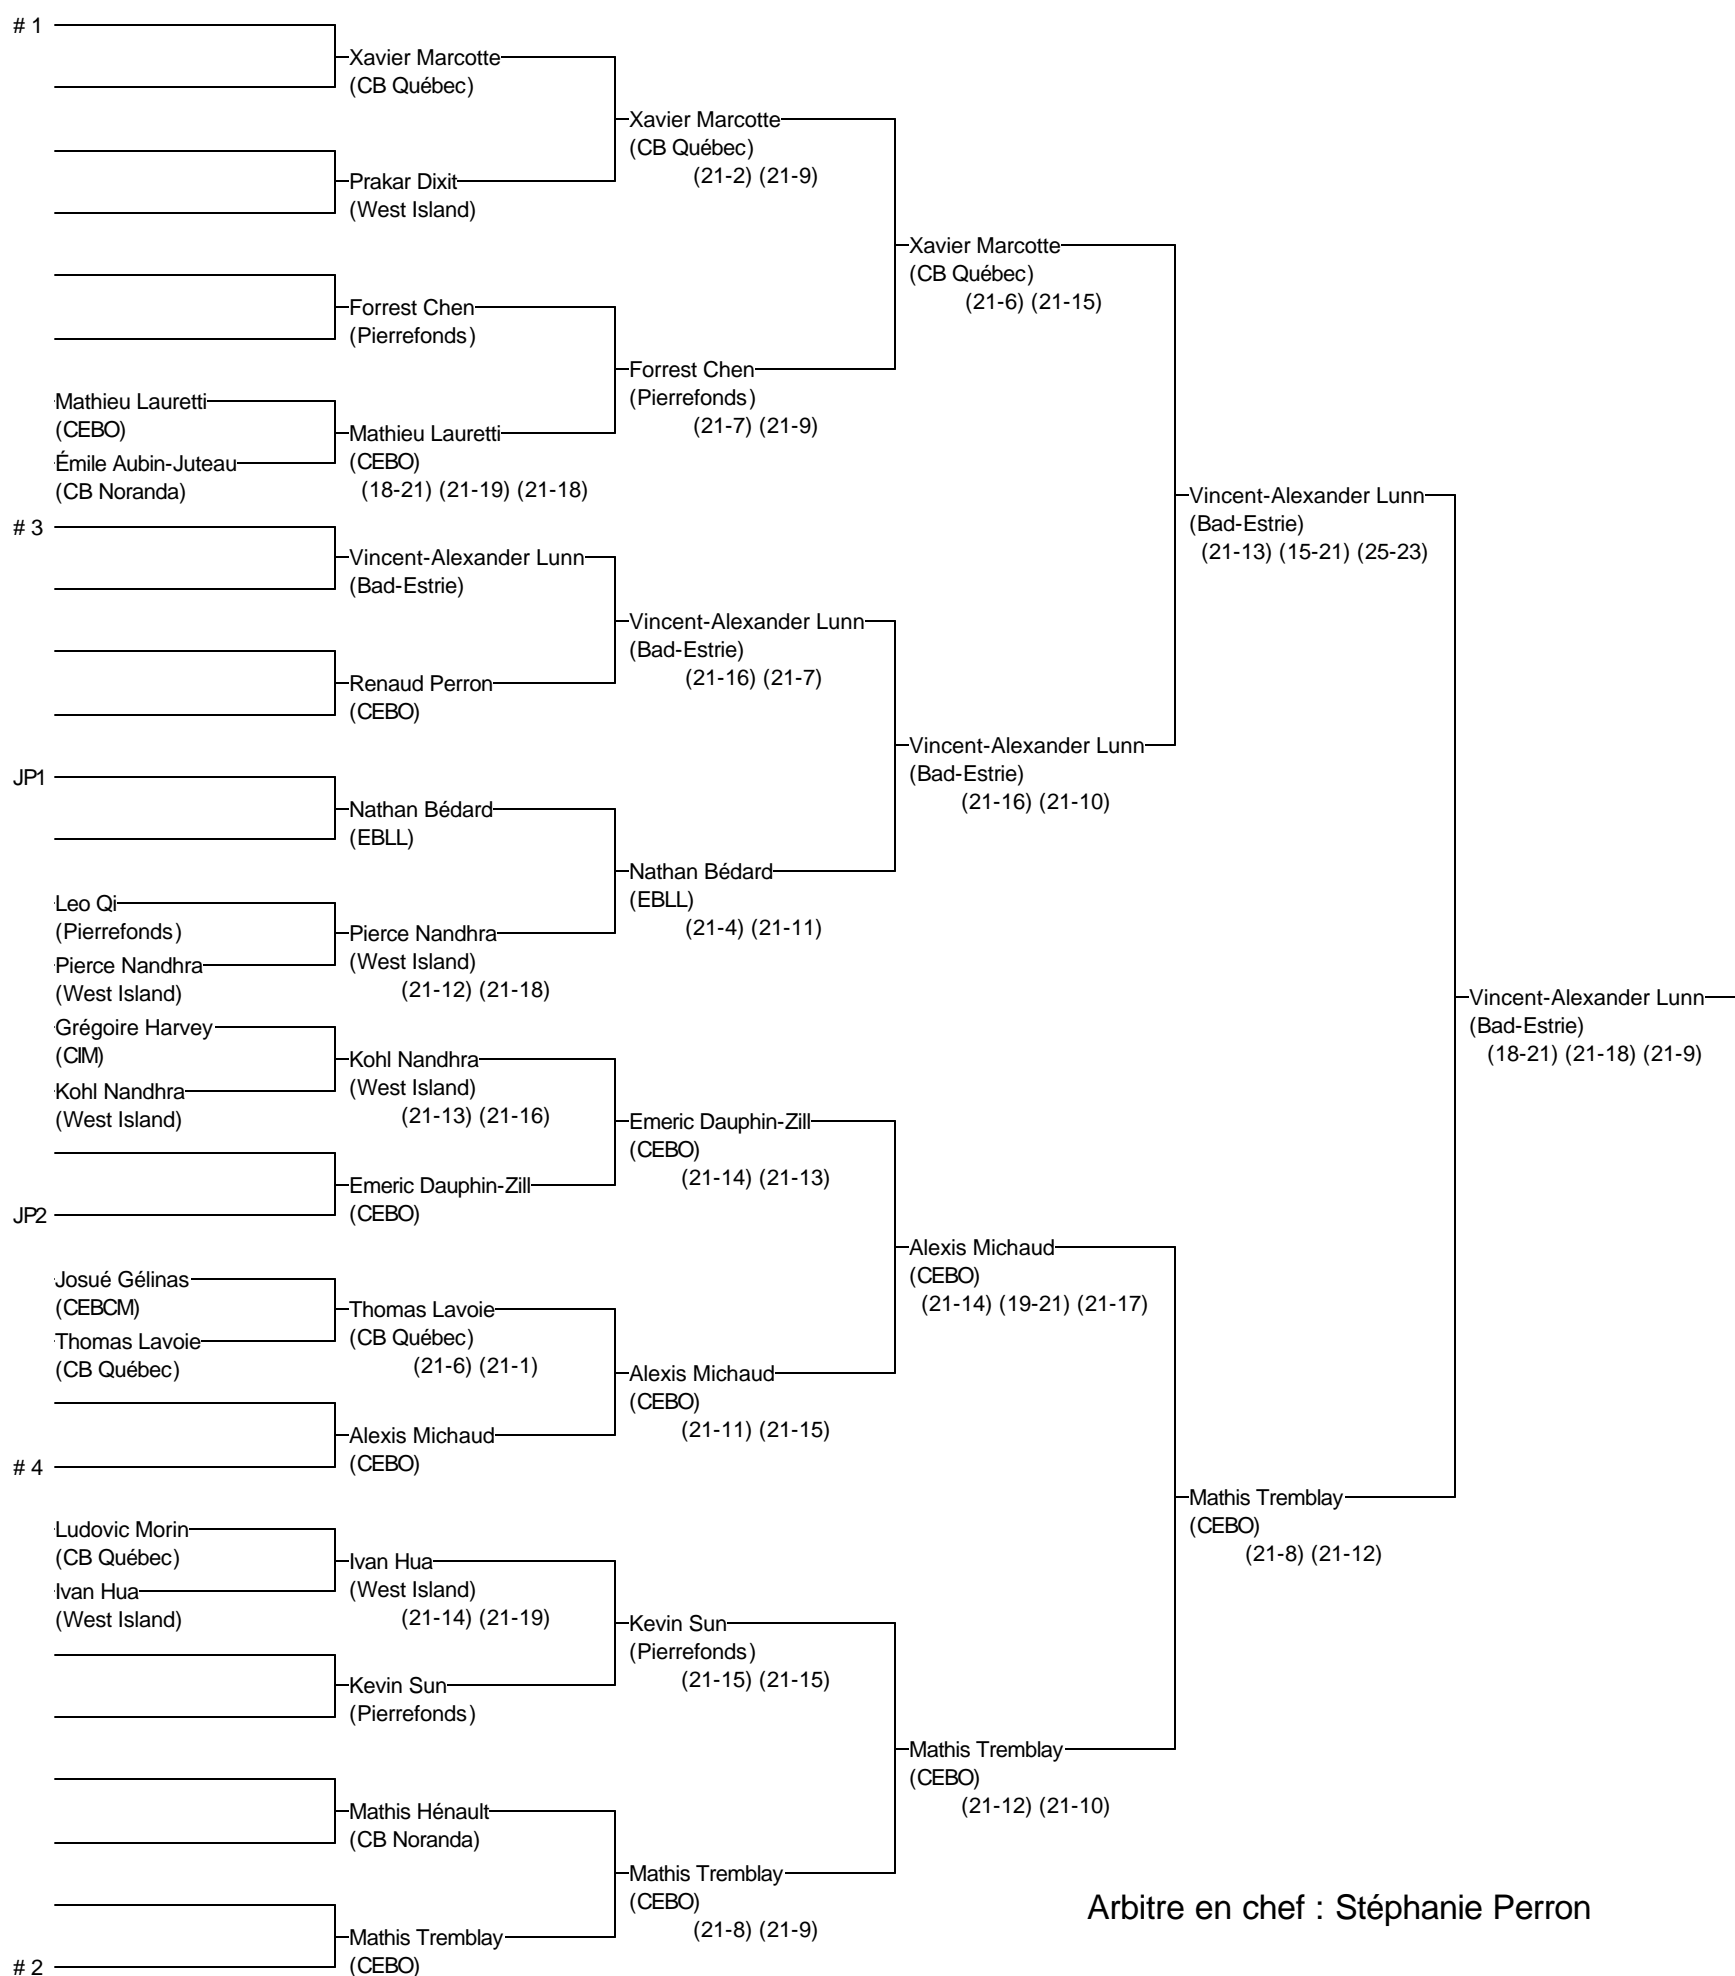 # 1
Xavier Marcotte
(CB Québec)
Xavier Marcotte
(CB Québec)
(21-2) (21-9)
Prakar Dixit
(West Island)
Xavier Marcotte
(CB Québec)
(21-6) (21-15)
Forrest Chen
(Pierrefonds)
Forrest Chen
(Pierrefonds)
(21-7) (21-9)
Mathieu Lauretti
(CEBO)
Émile Aubin-Juteau
(CB Noranda)
Mathieu Lauretti
(CEBO)
(18-21) (21-19) (21-18)
Vincent-Alexander Lunn
(Bad-Estrie)
(21-13) (15-21) (25-23)
# 3
Vincent-Alexander Lunn
(Bad-Estrie)
Vincent-Alexander Lunn
(Bad-Estrie)
(21-16) (21-7)
Renaud Perron
(CEBO)
Vincent-Alexander Lunn
(Bad-Estrie)
(21-16) (21-10)
JP1
Nathan Bédard
(EBLL)
Nathan Bédard
(EBLL)
(21-4) (21-11)
Leo Qi
(Pierrefonds)
Pierce Nandhra
(West Island)
Pierce Nandhra
(West Island)
(21-12) (21-18)
Vincent-Alexander Lunn
(Bad-Estrie)
(18-21) (21-18) (21-9)
Grégoire Harvey
(CIM)
Kohl Nandhra
(West Island)
Kohl Nandhra
(West Island)
(21-13) (21-16)
Emeric Dauphin-Zill
(CEBO)
(21-14) (21-13)
Emeric Dauphin-Zill
(CEBO)
JP2
Alexis Michaud
(CEBO)
(21-14) (19-21) (21-17)
Josué Gélinas
(CEBCM)
Thomas Lavoie
(CB Québec)
Thomas Lavoie
(CB Québec)
(21-6) (21-1)
Alexis Michaud
(CEBO)
(21-11) (21-15)
Alexis Michaud
(CEBO)
# 4
Mathis Tremblay
(CEBO)
(21-8) (21-12)
Ludovic Morin
(CB Québec)
Ivan Hua
(West Island)
Ivan Hua
(West Island)
(21-14) (21-19)
Kevin Sun
(Pierrefonds)
(21-15) (21-15)
Kevin Sun
(Pierrefonds)
Mathis Tremblay
(CEBO)
(21-12) (21-10)
Mathis Hénault
(CB Noranda)
Mathis Tremblay
(CEBO)
(21-8) (21-9)
Arbitre en chef : Stéphanie Perron
Mathis Tremblay
(CEBO)
# 2